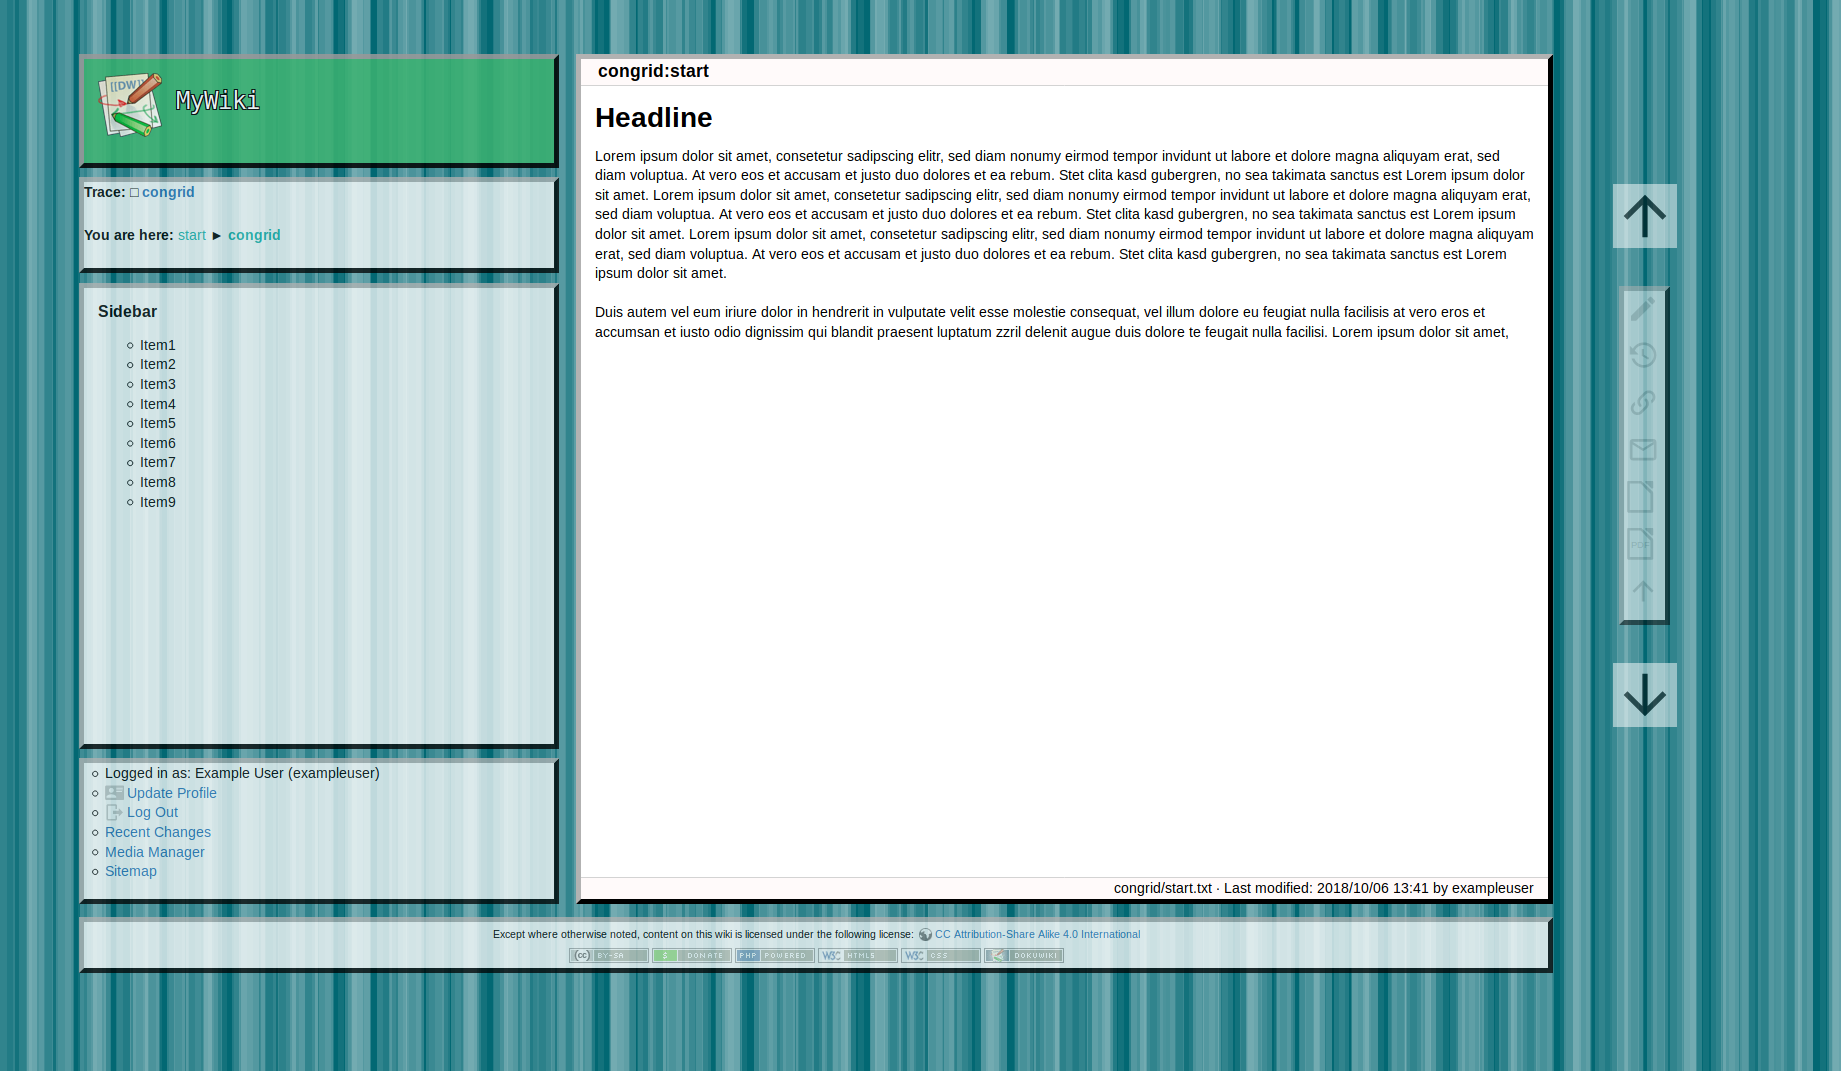 [[DW]]
MyWiki
Trace: □ congrid
You are here: start ► congrid
Sidebar
Item1
Item2
Item3
Item4
Item5
Item6
Item7
Item8
Item9
Logged in as: Example User (exampleuser)
Update Profile
Log Out
Recent Changes
Media Manager
Sitemap
congrid:start
Headline
Lorem ipsum dolor sit amet, consetetur sadipscing elitr, sed diam nonumy eirmod tempor invidunt ut labore et dolore magna aliquyam erat, sed
diam voluptua. At vero eos et accusam et justo duo dolores et ea rebum. Stet clita kasd gubergren, no sea takimata sanctus est Lorem ipsum dolor
sit amet. Lorem ipsum dolor sit amet, consetetur sadipscing elitr, sed diam nonumy eirmod tempor invidunt ut labore et dolore magna aliquyam erat,
sed diam voluptua. At vero eos et accusam et justo duo dolores et ea rebum. Stet clita kasd gubergren, no sea takimata sanctus est Lorem ipsum
dolor sit amet. Lorem ipsum dolor sit amet, consetetur sadipscing elitr, sed diam nonumy eirmod tempor invidunt ut labore et dolore magna aliquyam
erat, sed diam voluptua. At vero eos et accusam et justo duo dolores et ea rebum. Stet clita kasd gubergren, no sea takimata sanctus est Lorem
ipsum dolor sit amet.
Duis autem vel eum iriure dolor in hendrerit in vulputate velit esse molestie consequat, vel illum dolore eu feugiat nulla facilisis at vero eros et
accumsan et iusto odio dignissim qui blandit praesent luptatum zzril delenit augue duis dolore te feugait nulla facilisi. Lorem ipsum dolor sit amet,
congrid/start.txt · Last modified: 2018/10/06 13:41 by exampleuser
PDF
Except where otherwise noted, content on this wiki is licensed under the following license: CC Attribution-Share Alike 4.0 International
(cc) BY-SA $ DONATE PHP POWERED W3C HTML5 W3C CSS DOKUWIKI